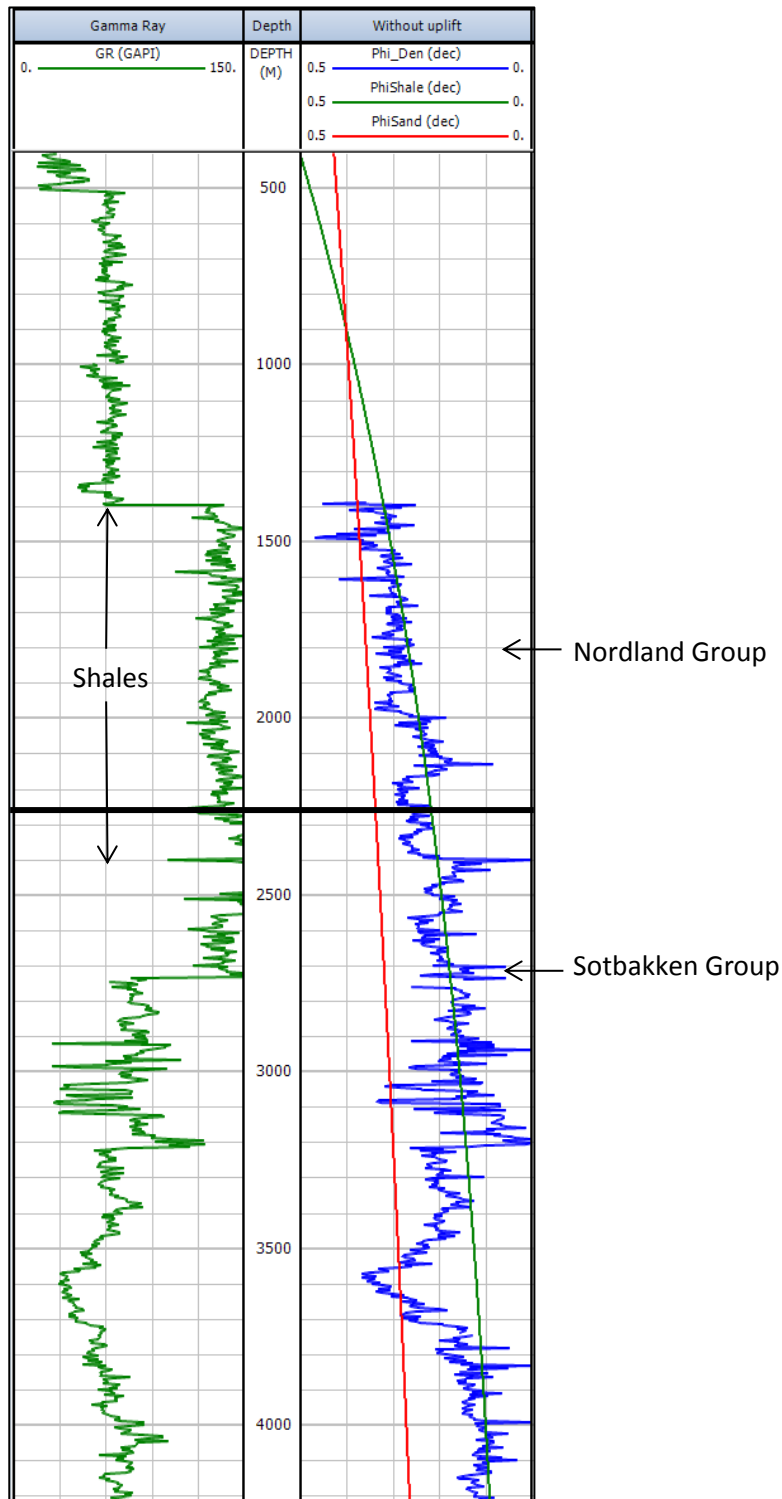 Gamma Ray Depth Without uplift
GR (GAPI)
0. 150.
DEPTH
(M)
Phi_Den (dec)
0.5 0.
PhiShale (dec)
0.5 0.
PhiSand (dec)
0.5 0.
500
1000
1500
Nordland Group
Shales
2000
2500
Sotbakken Group
3000
3500
4000